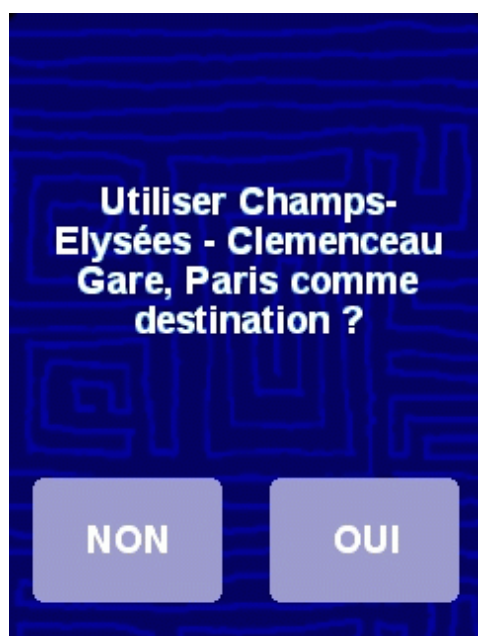 Utiliser Champs-
Elysées - Clemenceau
Gare, Paris comme
destination ?
NON OUI